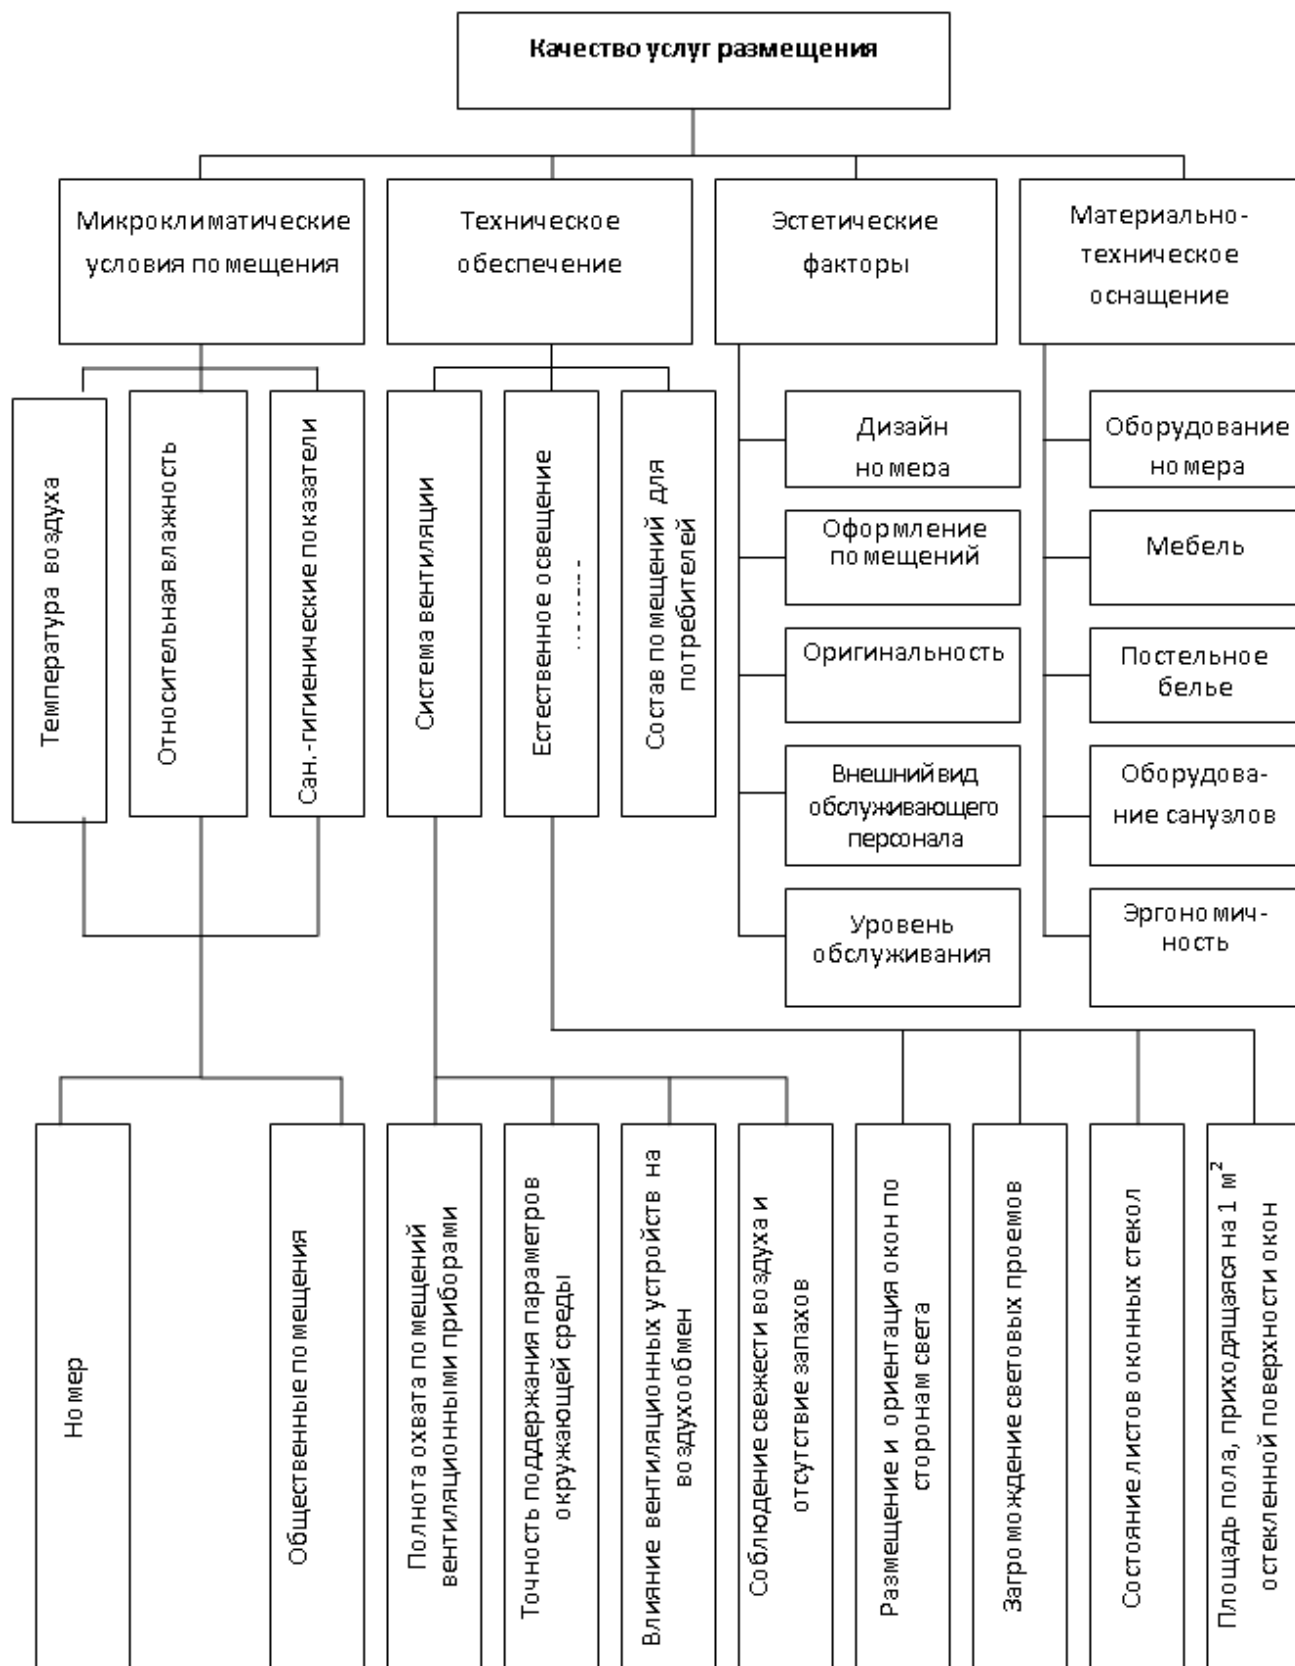 Качество услуг размещения
Микроклиматические
условия помещения
Техническое
обеспечение
Эстетические
факторы
Материально-
техническое
оснащение
Температура воздуха
Относительная влажность
Сан.-гигиенические показатели
Система вентиляции
Естественное освещение
Состав помещений для
потребителей
Дизайн
номера
Оформление
помещений
Оригинальность
Внешний вид
обслуживающего
персонала
Уровень
обслуживания
Оборудование
номера
Мебель
Постельное
белье
Оборудова-
ние санузлов
Эргономич-
ность
Номер
Общественные помещения
Полнота охвата помещений
вентиляционными приборами
Точность поддержания параметров
окружающей среды
Влияние вентиляционных устройств на
воздухообмен
Соблюдение свежести воздуха и
отсутствие запахов
Размещение и ориентация окон по
сторонам света
Загромождение световых проемов
Состояние листов оконных стекол
Площадь пола, приходящаяся на 1 м²
остекленной поверхности окон